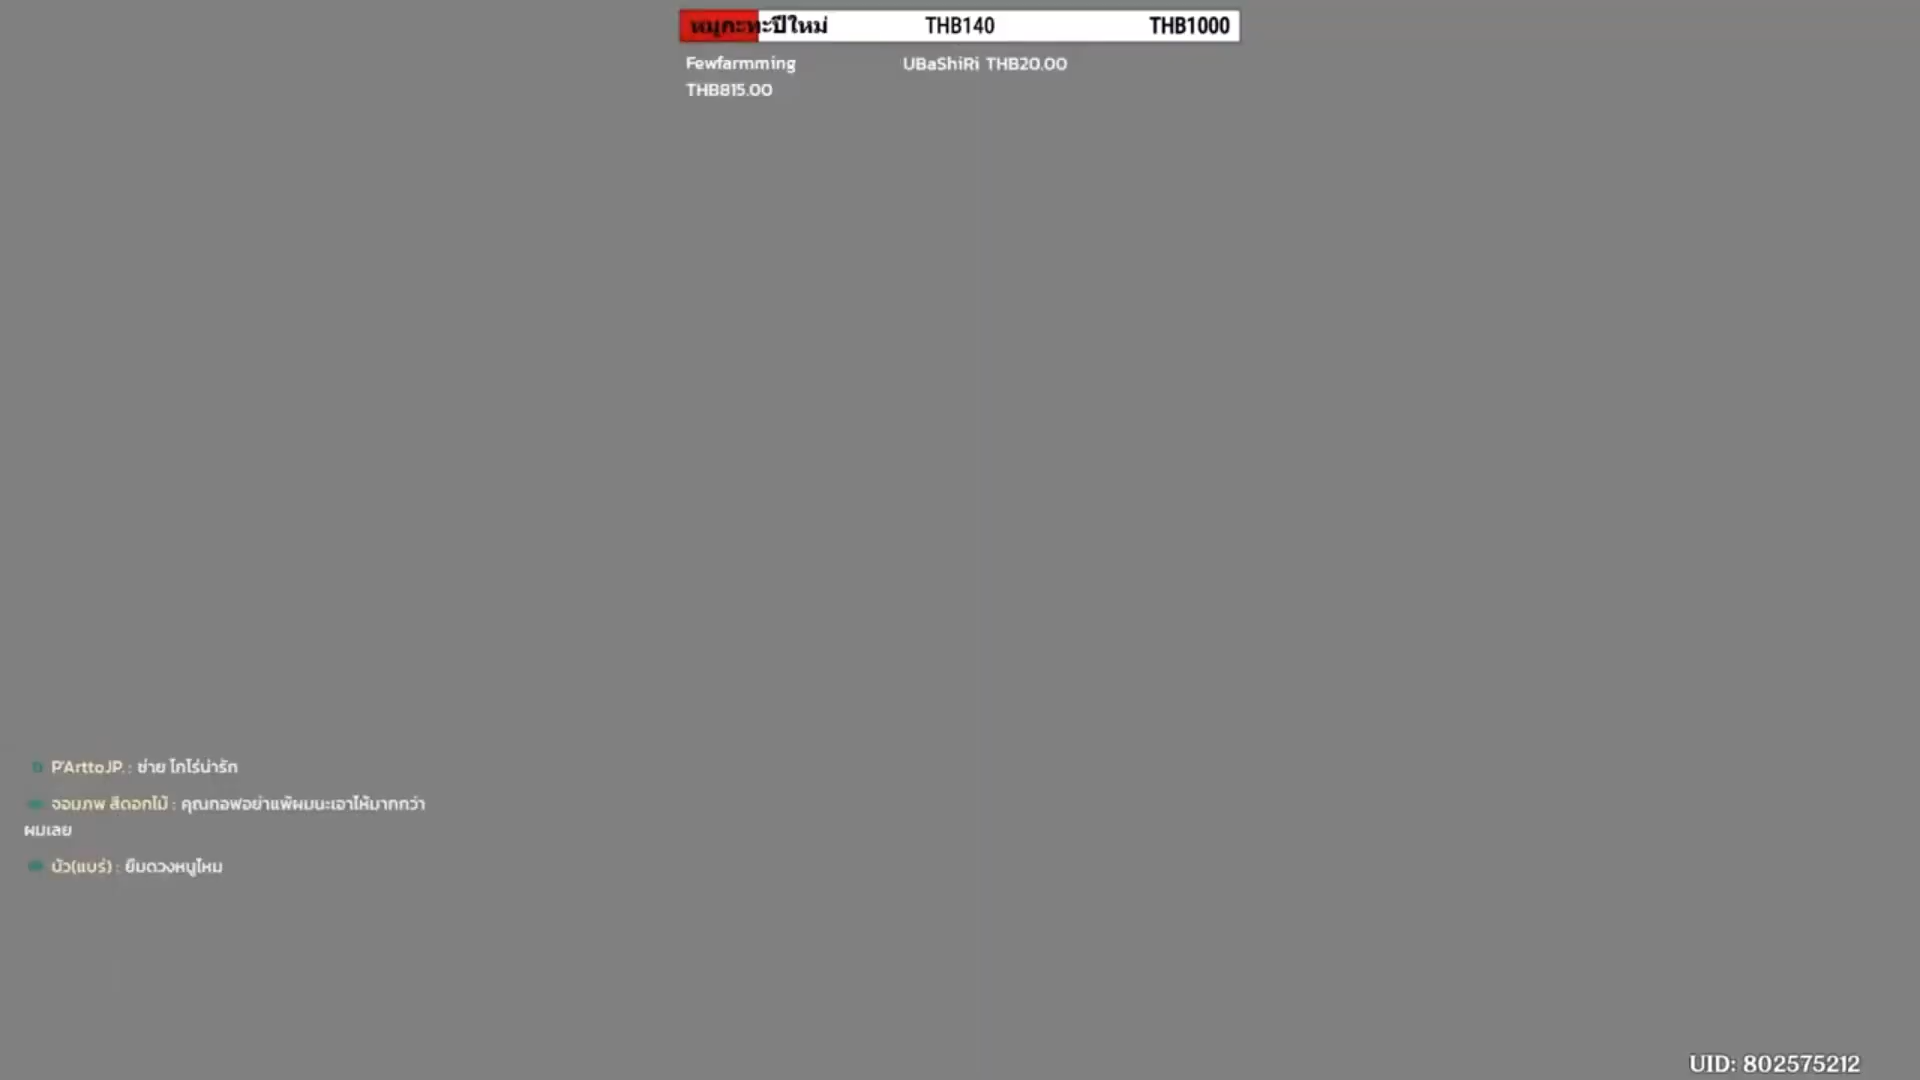 หมูกะทะปีใหม่ THB140 THB1000
Fewfarmming UBaShiRi THB20.00
THB815.00
P'ArttoJP. : ช่าย โกโร่น่ารัก
จอมภพ สีดอกไม้ : คุณกอฟอย่าแพ้ผมนะเอาให้มากกว่า
ผมเลย
บัว(แบร์) : ยืมดวงหนูไหม
UID: 802575212